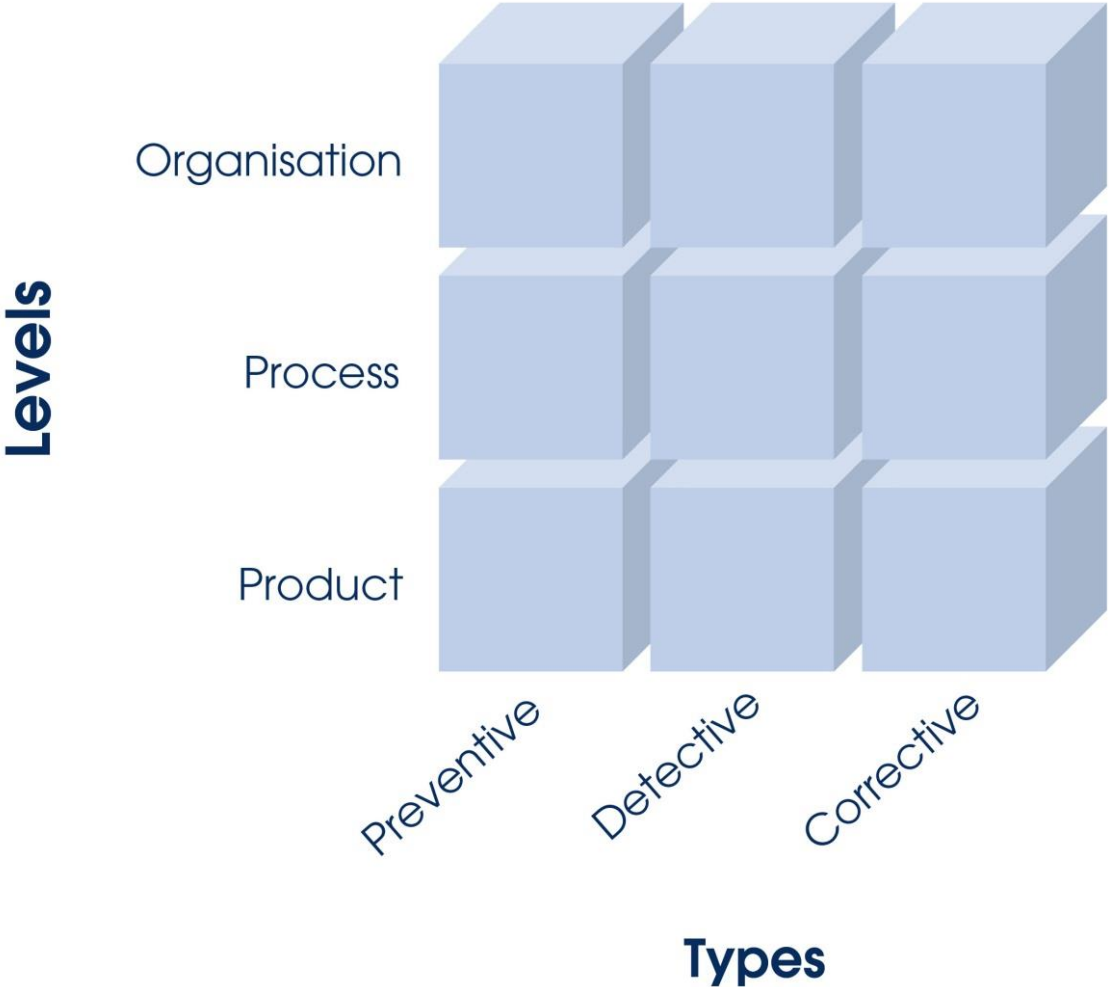 Organisation
Levels
Process
Product
Preventive
Detective
Corrective
Types